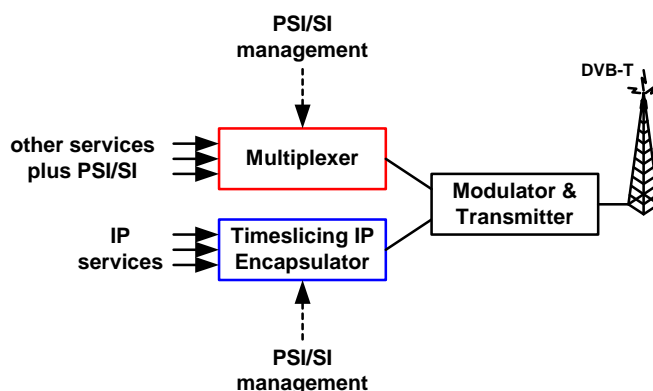 PSI/SI
management
DVB-T
other services
plus PSI/SI
Multiplexer
Modulator &
Transmitter
IP
services
Timeslicing IP
Encapsulator
PSI/SI
management